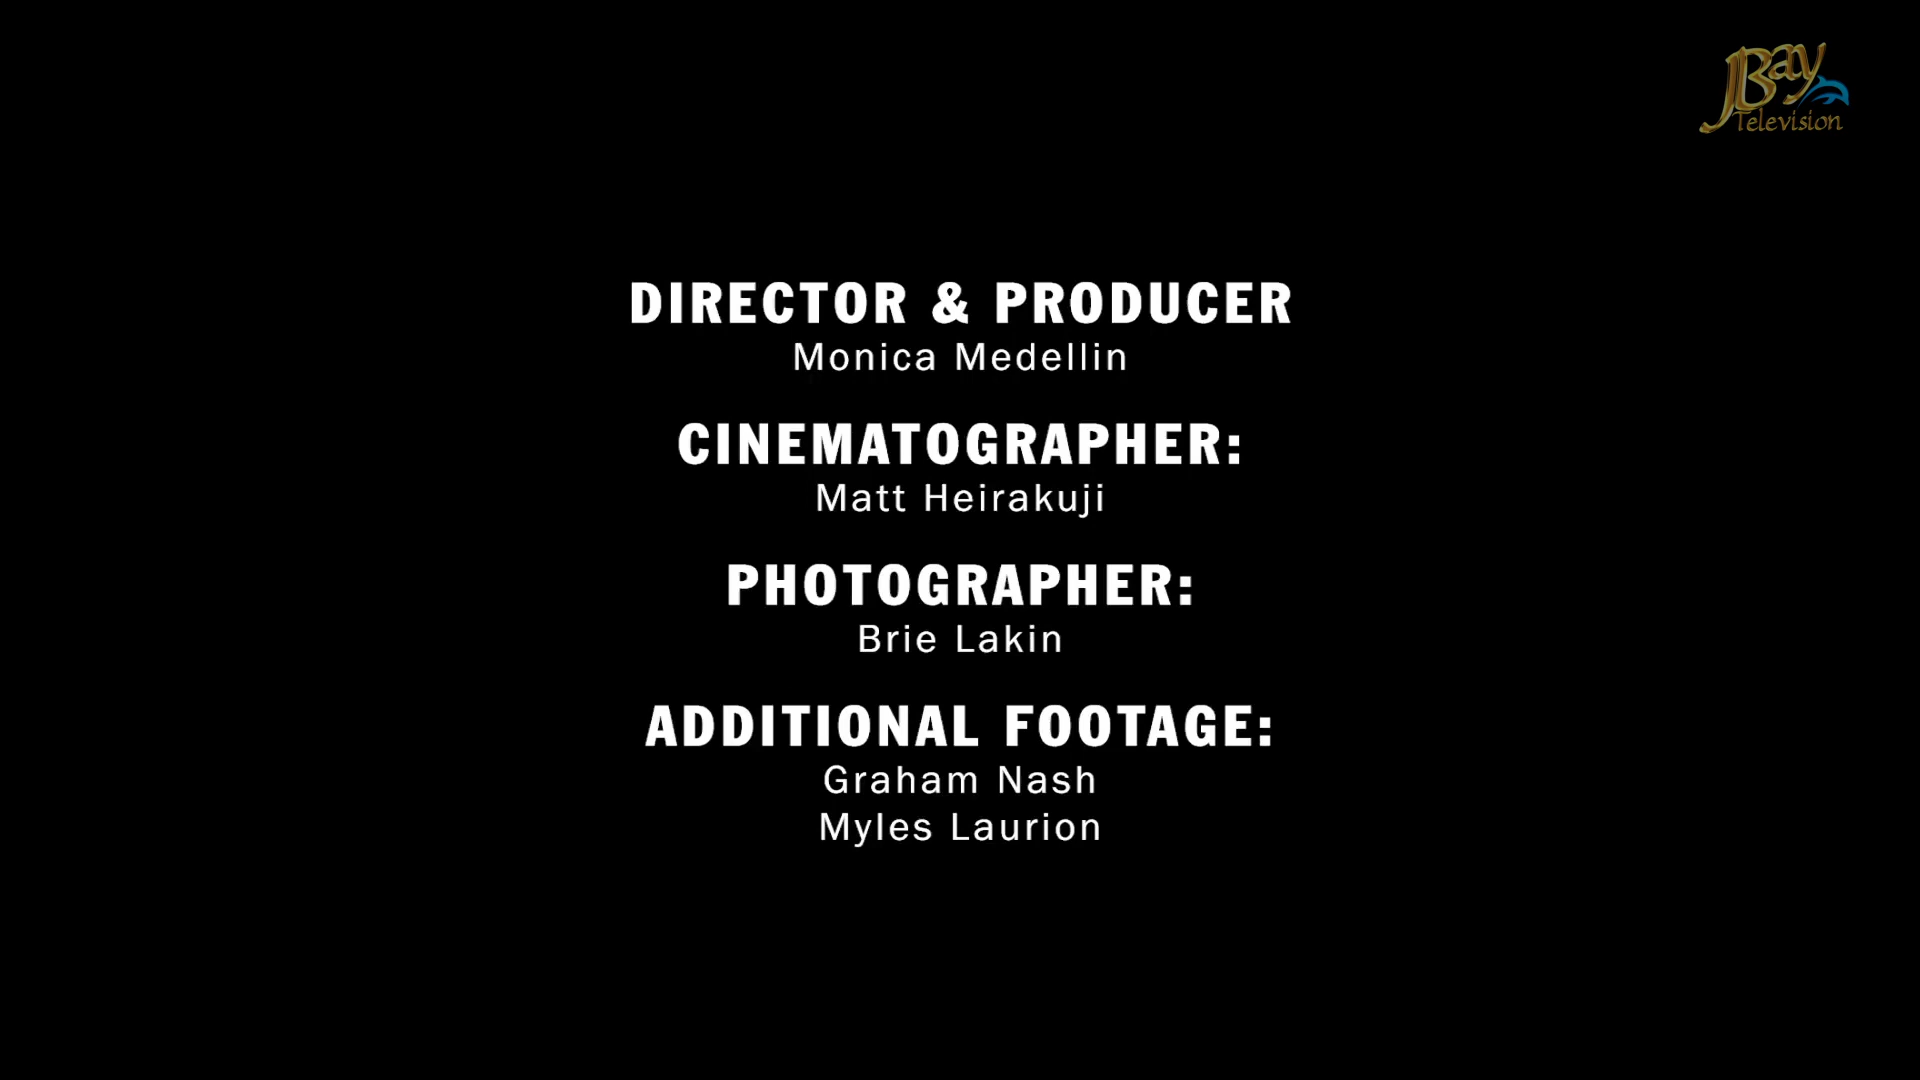 JBay
Television
DIRECTOR & PRODUCER
Monica Medellin
CINEMATOGRAPHER:
Matt Heirakuji
PHOTOGRAPHER:
Brie Lakin
ADDITIONAL FOOTAGE:
Graham Nash
Myles Laurion